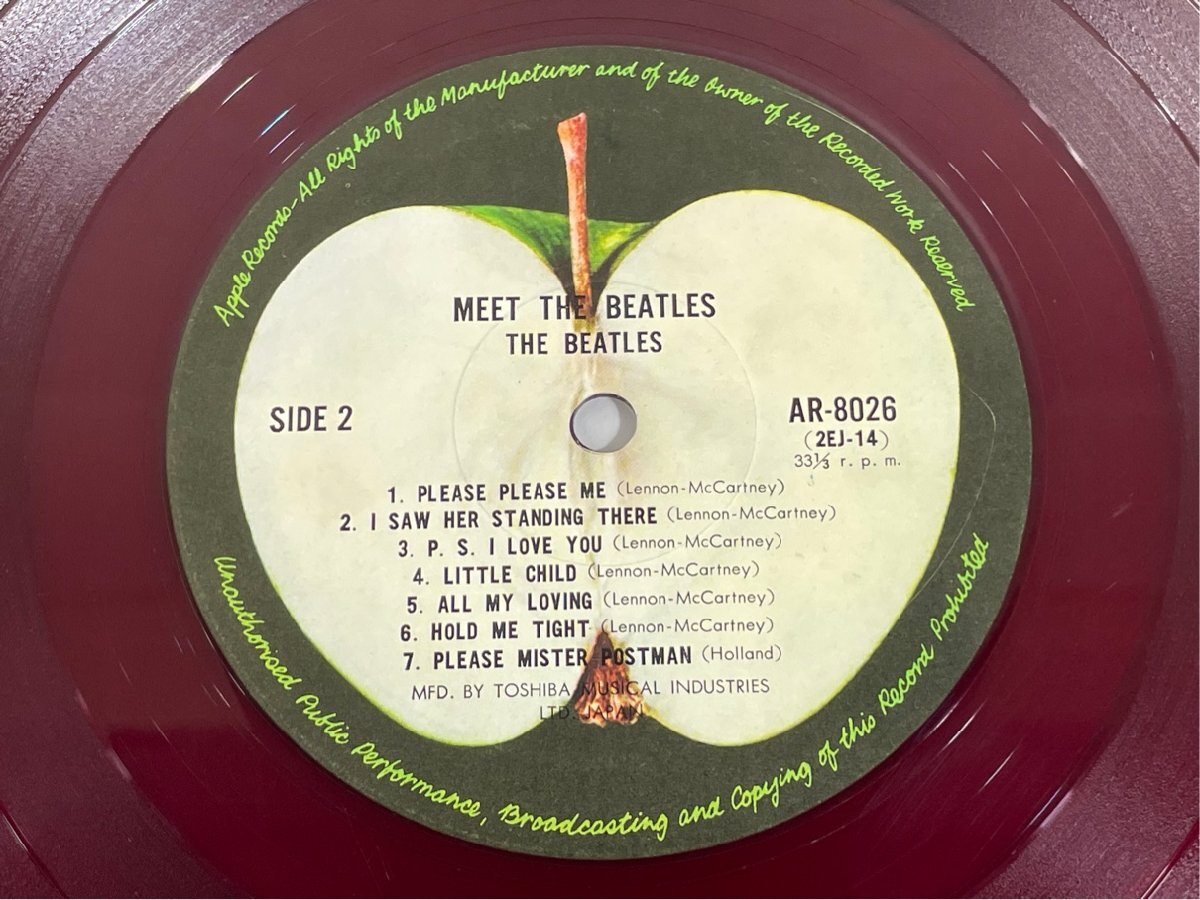 Apple Records-All Rights of the Manufacturer and of the Owner of the Recorded Work Reserved
MEET THE BEATLES
THE BEATLES
SIDE 2
AR-8026
(2EJ-14)
33⅓ r. p. m.
1. PLEASE PLEASE ME (Lennon-McCartney)
2. I SAW HER STANDING THERE (Lennon-McCartney)
3. P. S. I LOVE YOU (Lennon-McCartney)
4. LITTLE CHILD (Lennon-McCartney)
5. ALL MY LOVING (Lennon-McCartney)
6. HOLD ME TIGHT (Lennon-McCartney)
7. PLEASE MISTER POSTMAN (Holland)
MFD. BY TOSHIBA MUSICAL INDUSTRIES
LTD. JAPAN
Unauthorised Public Performance, Broadcasting and Copying of this Record Prohibited